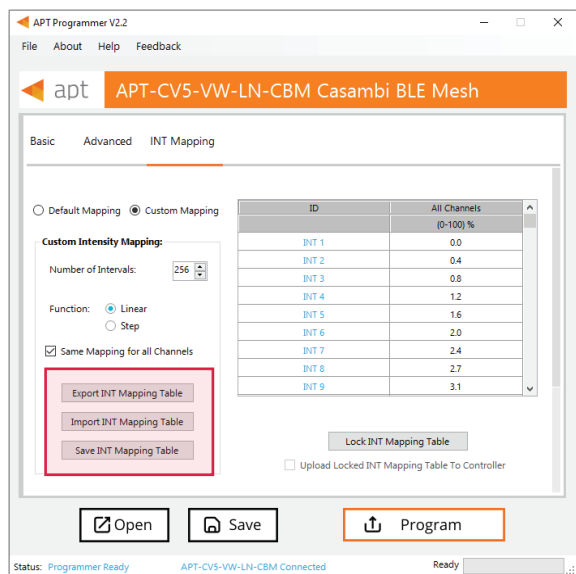 APT Programmer V2.2
File About Help Feedback
apt APT-CV5-VW-LN-CBM Casambi BLE Mesh
Basic Advanced INT Mapping
Default Mapping Custom Mapping
Custom Intensity Mapping:
Number of Intervals: 256
Function: Linear
Step
Same Mapping for all Channels
Export INT Mapping Table
Import INT Mapping Table
Save INT Mapping Table
ID All Channels
(0-100) %
INT 1 0.0
INT 2 0.4
INT 3 0.8
INT 4 1.2
INT 5 1.6
INT 6 2.0
INT 7 2.4
INT 8 2.7
INT 9 3.1
Lock INT Mapping Table
Upload Locked INT Mapping Table To Controller
Open Save Program
Status: Programmer Ready APT-CV5-VW-LN-CBM Connected Ready